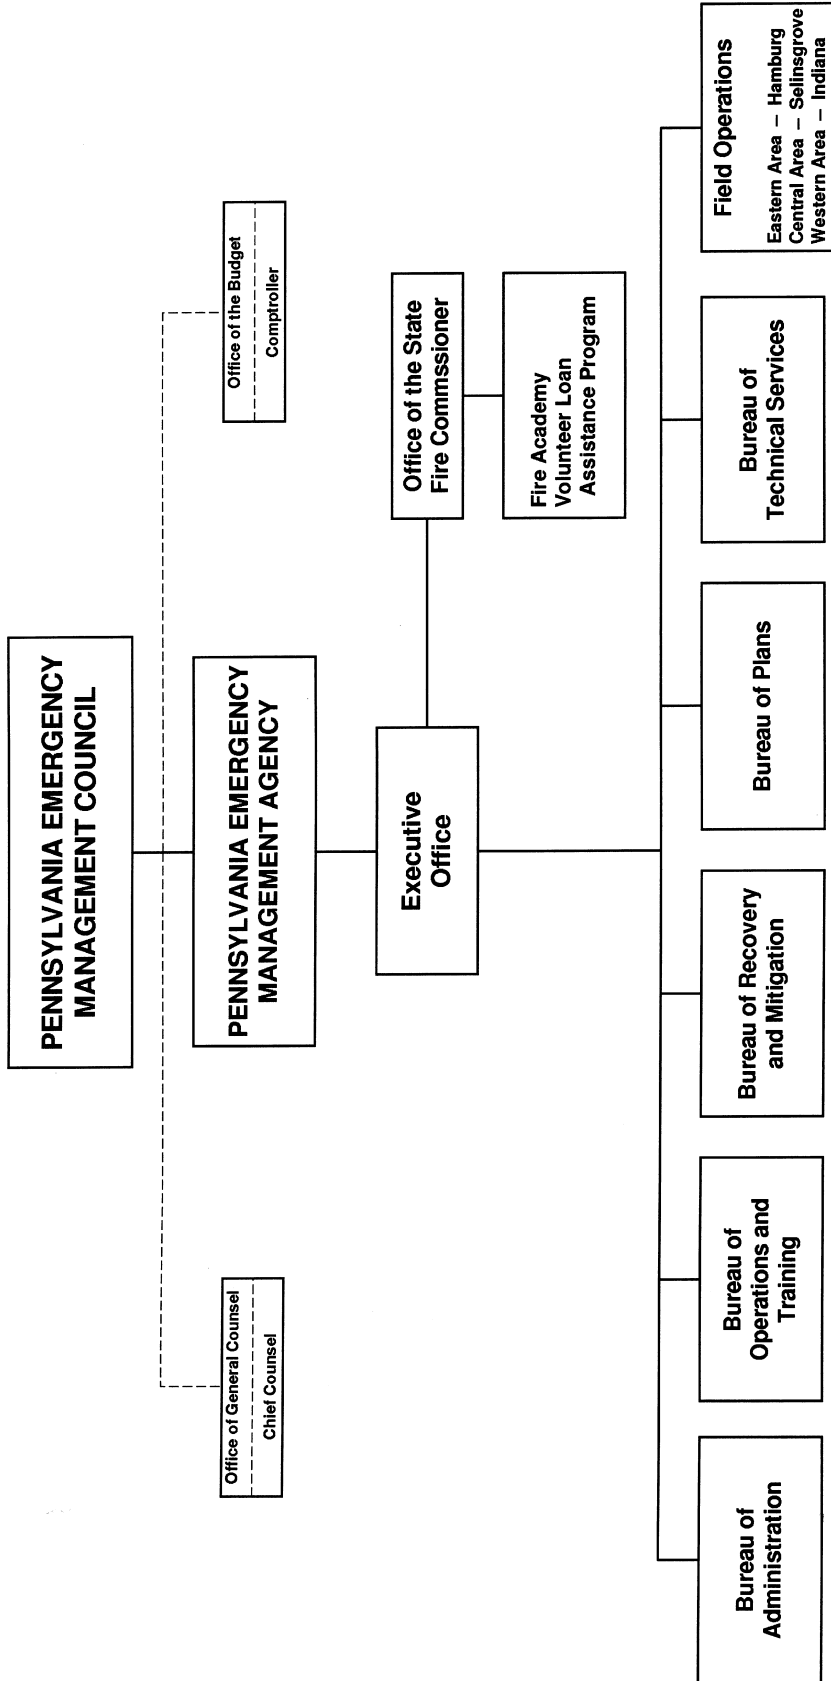 PENNSYLVANIA EMERGENCY
MANAGEMENT COUNCIL
Office of General Counsel
Chief Counsel
PENNSYLVANIA EMERGENCY
MANAGEMENT AGENCY
Office of the Budget
Comptroller
Executive
Office
Office of the State
Fire Commssioner
Fire Academy
Volunteer Loan
Assistance Program
Bureau of
Administration
Bureau of
Operations and
Training
Bureau of Recovery
and Mitigation
Bureau of Plans
Bureau of
Technical Services
Field Operations
Eastern Area — Hamburg
Central Area — Selinsgrove
Western Area — Indiana